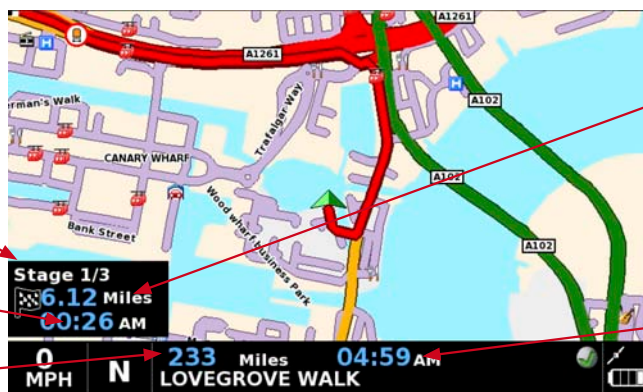 A1261
A1261
erman's Walk
Trafalgar Way
A102
CANARY WHARF
A102
Wood wharf business Park
Bank Street
A102
Stage 1/3
6.12 Miles
00:26 AM
0 MPH
N
233 Miles 04:59 AM
LOVEGROVE WALK